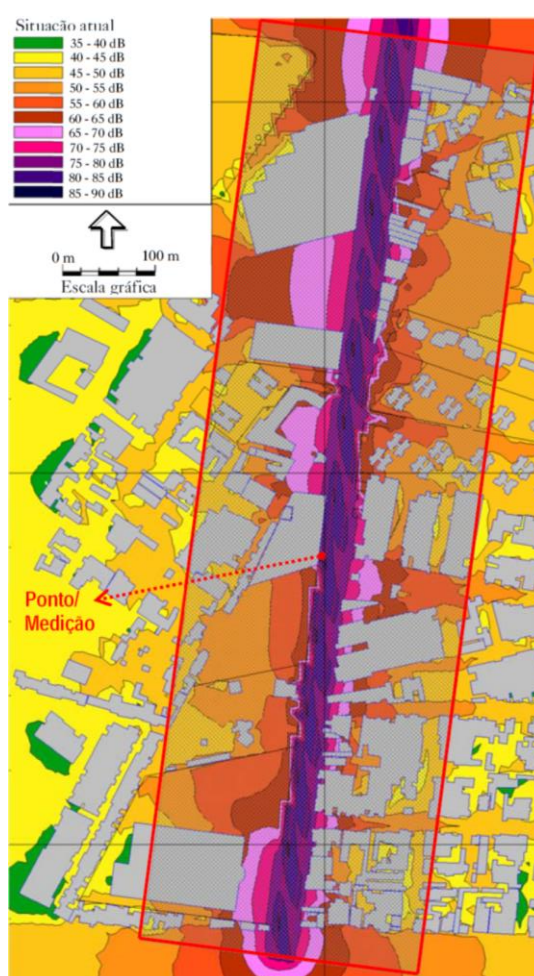 Situação atual
35 - 40 dB
40 - 45 dB
45 - 50 dB
50 - 55 dB
55 - 60 dB
60 - 65 dB
65 - 70 dB
70 - 75 dB
75 - 80 dB
80 - 85 dB
85 - 90 dB
0 m 100 m
Escala gráfica
Ponto/
Medição